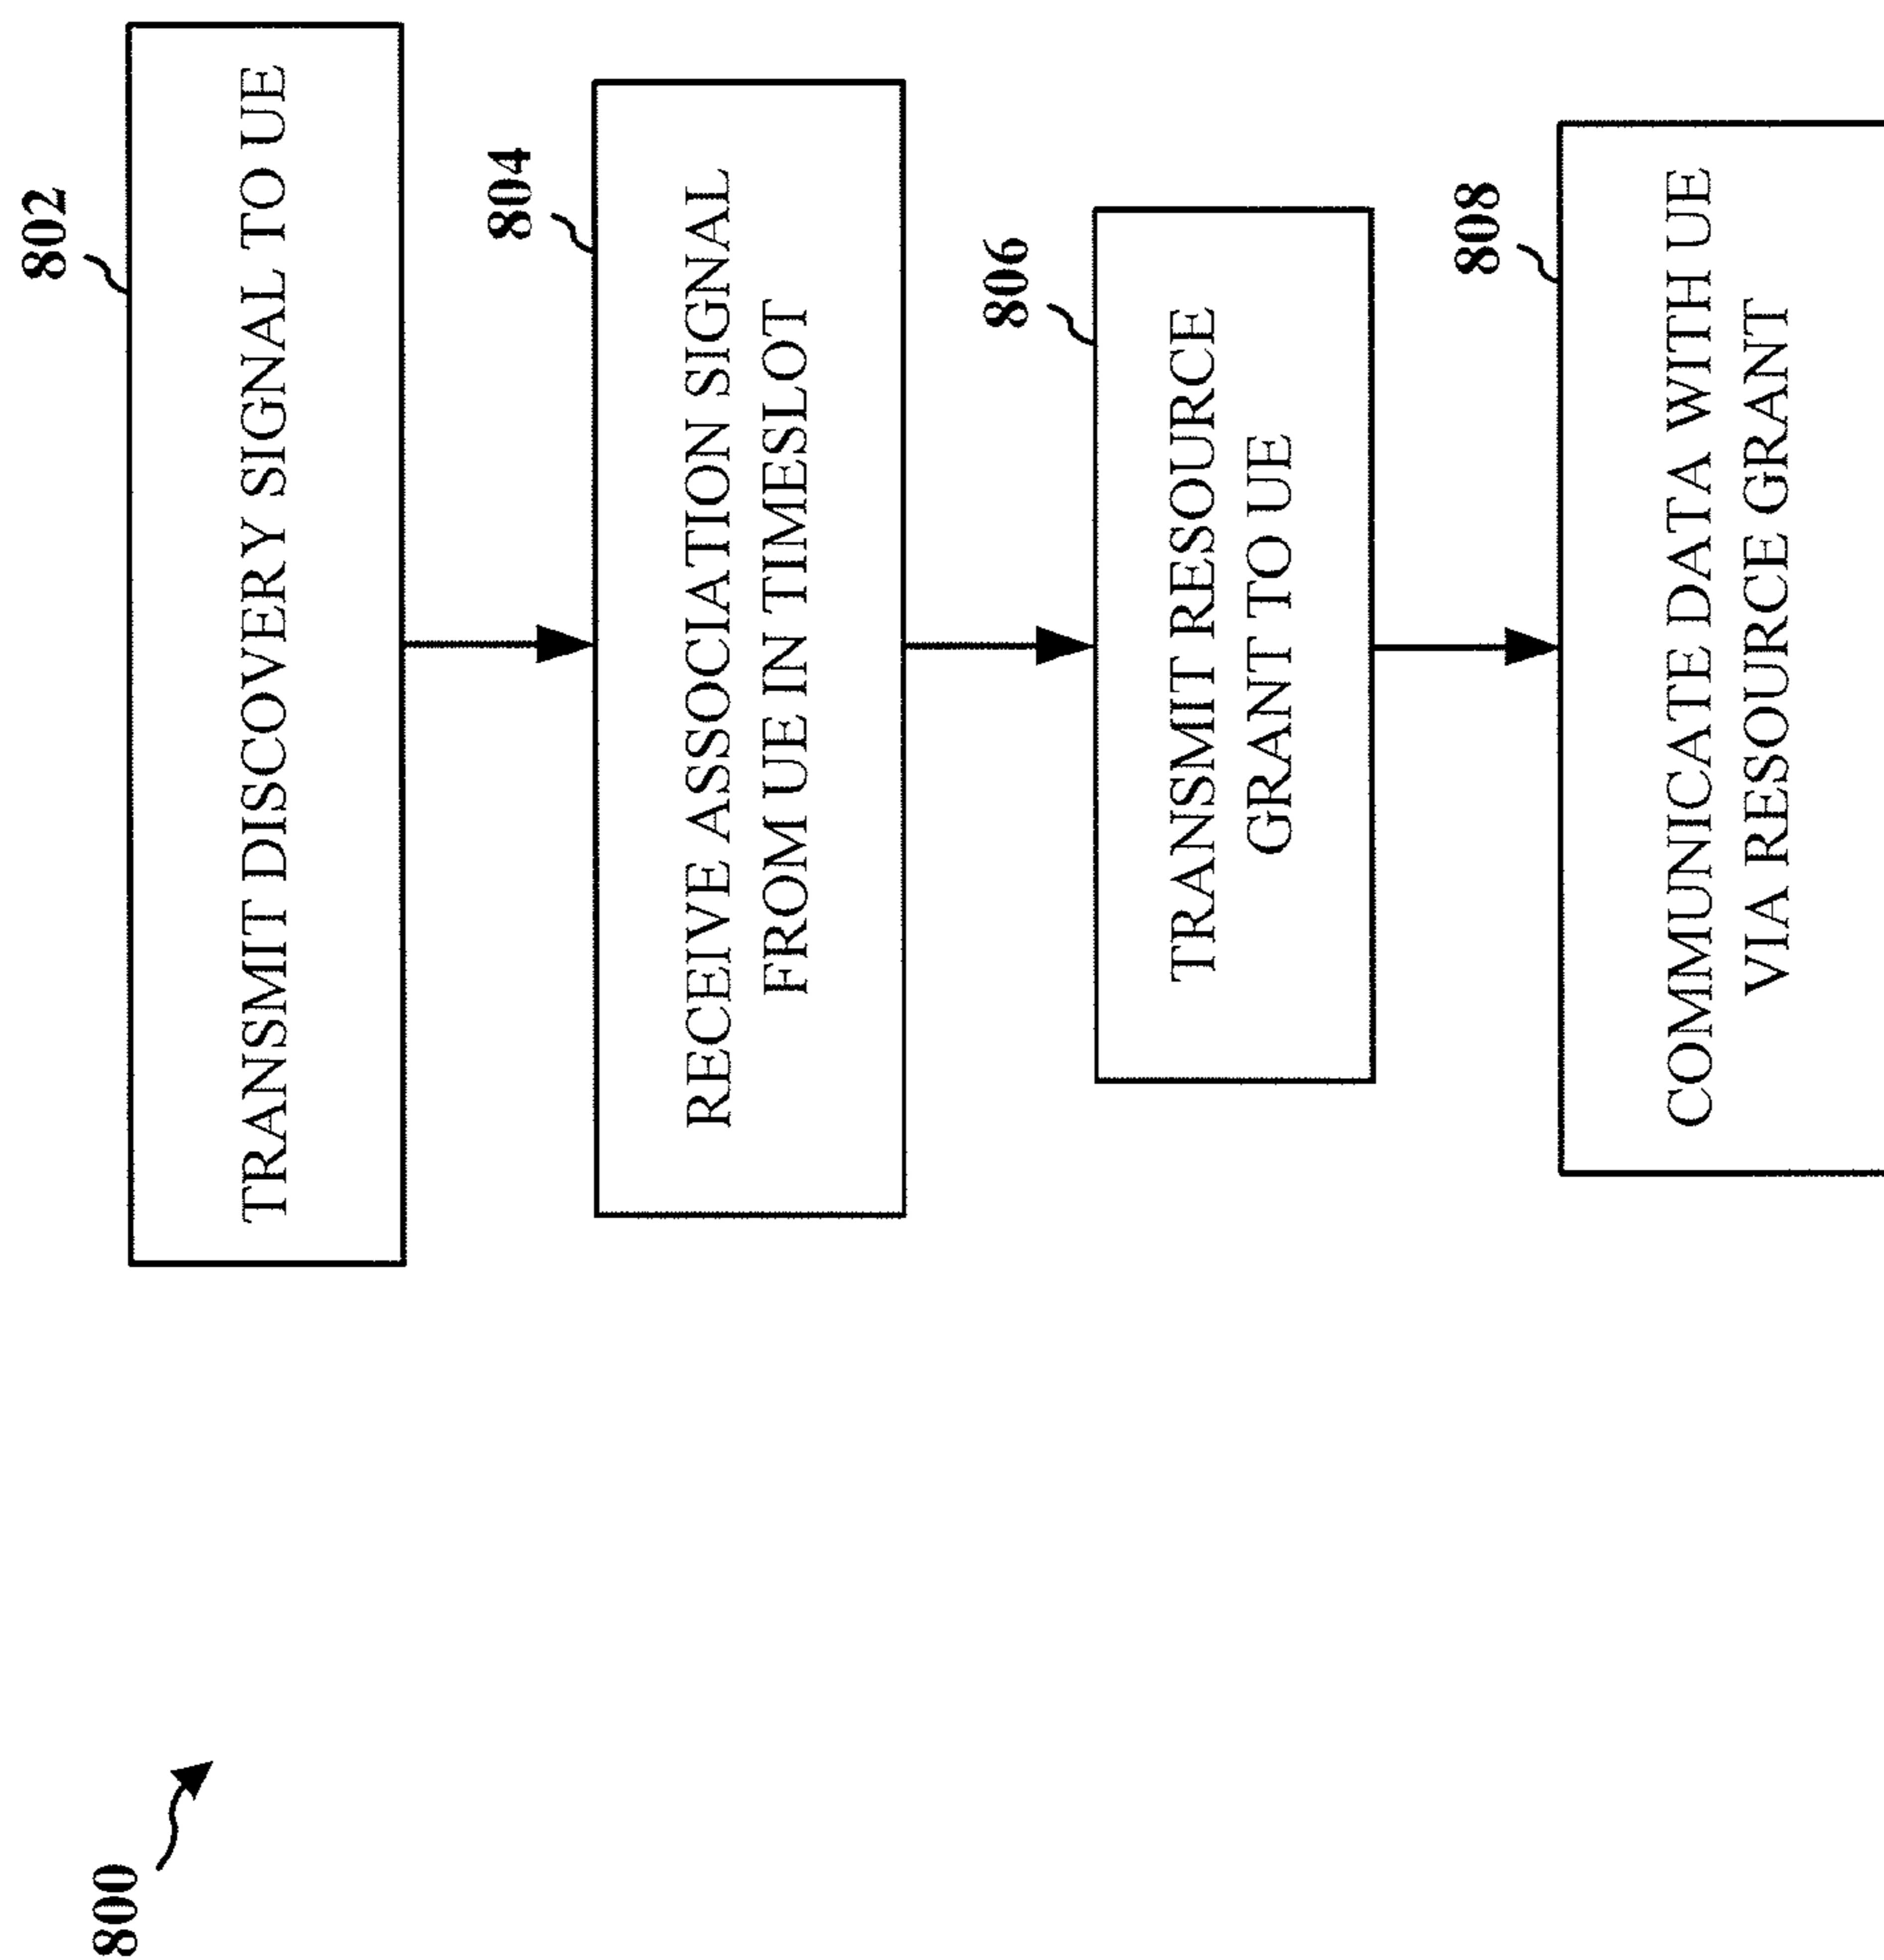 800
802
TRANSMIT DISCOVERY SIGNAL TO UE
804
RECEIVE ASSOCIATION SIGNAL
FROM UE IN TIMESLOT
806
TRANSMIT RESOURCE
GRANT TO UE
808
COMMUNICATE DATA WITH UE
VIA RESOURCE GRANT